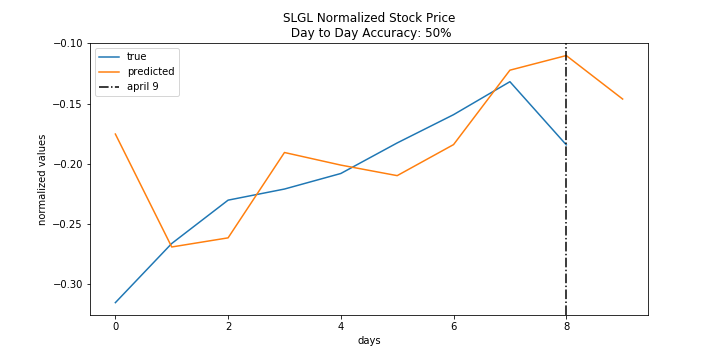 SLGL Normalized Stock Price
Day to Day Accuracy: 50%
true
predicted
april 9
normalized values
−0.10
−0.15
−0.20
−0.25
−0.30
0 2 4 6 8
days